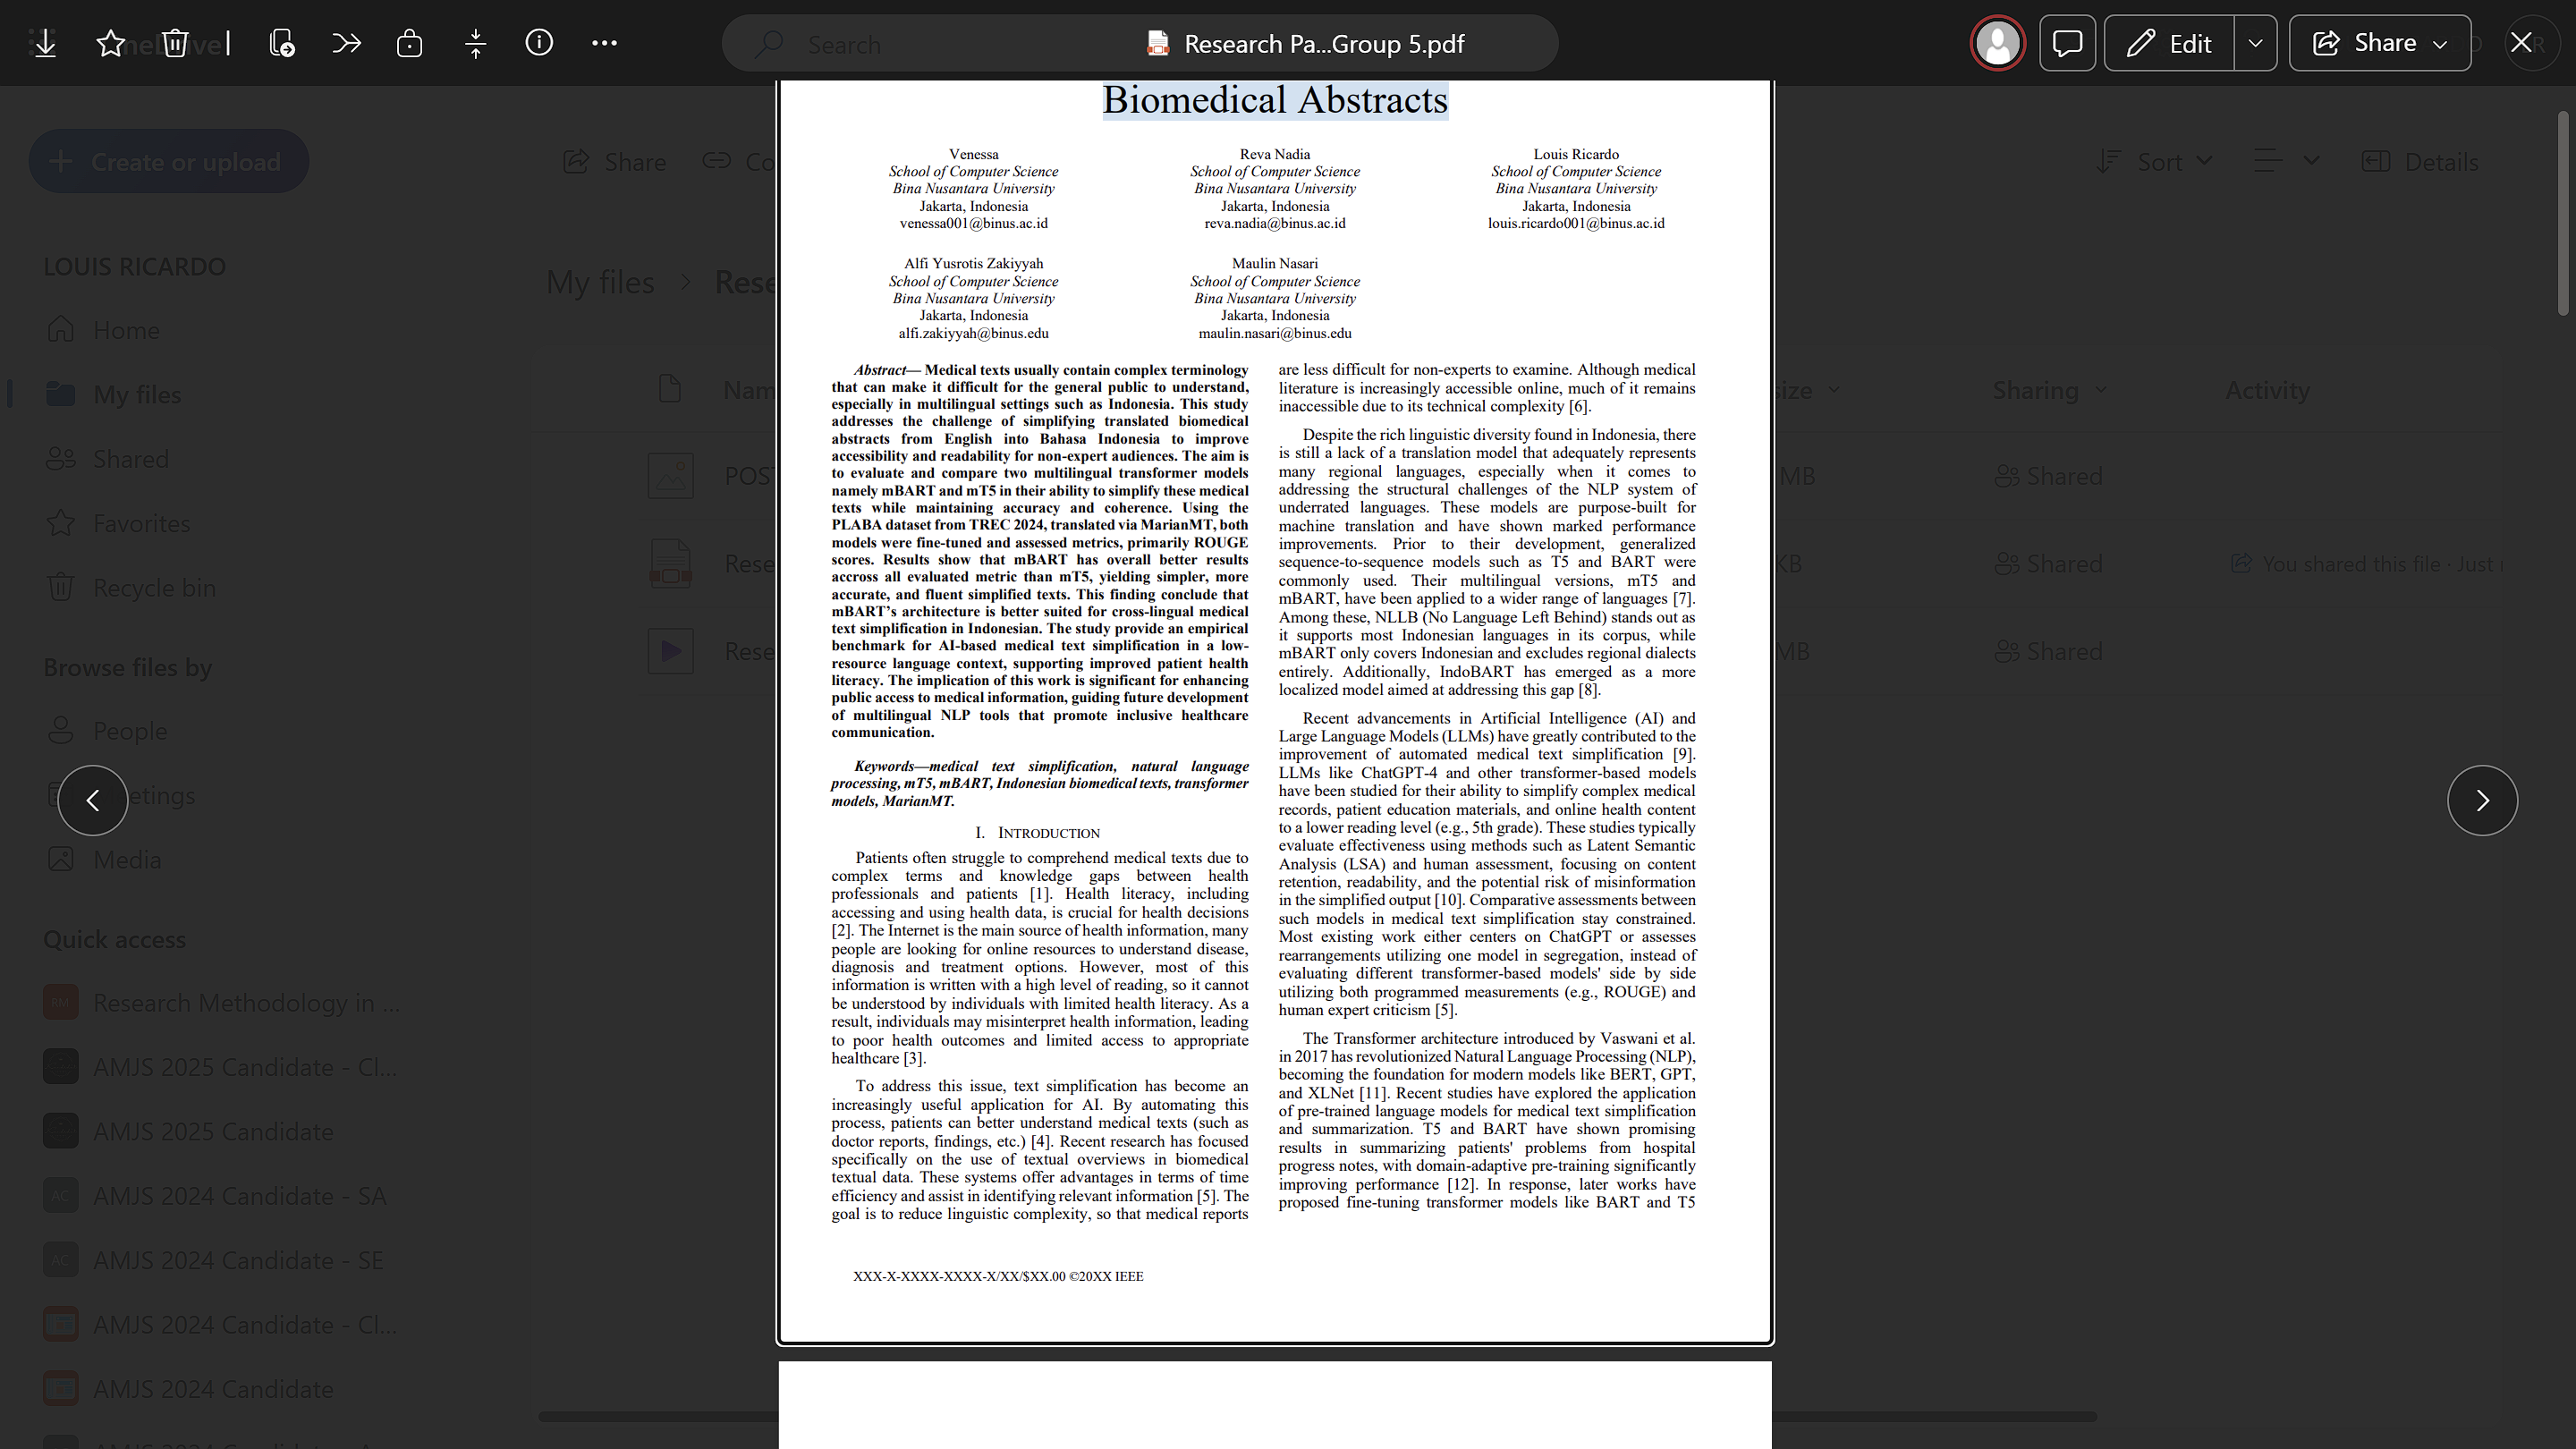 Search
Research Pa...Group 5.pdf
Edit
Share
Create or upload
Share
Sort
Details
LOUIS RICARDO
Home
My files
Shared
Favorites
Recycle bin
Browse files by
People
Media
Quick access
RM
Research Methodology in ...
AMJS 2025 Candidate - Cl...
AMJS 2025 Candidate
AC
AMJS 2024 Candidate - SA
AC
AMJS 2024 Candidate - SE
AMJS 2024 Candidate - Cl...
AMJS 2024 Candidate
My files
Biomedical Abstracts
Venessa
School of Computer Science
Bina Nusantara University
Jakarta, Indonesia
venessa001@binus.ac.id
Reva Nadia
School of Computer Science
Bina Nusantara University
Jakarta, Indonesia
reva.nadia@binus.ac.id
Louis Ricardo
School of Computer Science
Bina Nusantara University
Jakarta, Indonesia
louis.ricardo001@binus.ac.id
Alfi Yusrotis Zakiyyah
School of Computer Science
Bina Nusantara University
Jakarta, Indonesia
alfi.zakiyyah@binus.edu
Maulin Nasari
School of Computer Science
Bina Nusantara University
Jakarta, Indonesia
maulin.nasari@binus.edu
Abstract— Medical texts usually contain complex terminology
that can make it difficult for the general public to understand,
especially in multilingual settings such as Indonesia. This study
addresses the challenge of simplifying translated biomedical
abstracts from English into Bahasa Indonesia to improve
accessibility and readability for non-expert audiences. The aim is
to evaluate and compare two multilingual transformer models
namely mBART and mT5 in their ability to simplify these medical
texts while maintaining accuracy and coherence. Using the
PLABA dataset from TREC 2024, translated via MarianMT, both
models were fine-tuned and assessed metrics, primarily ROUGE
scores. Results show that mBART has overall better results
accross all evaluated metric than mT5, yielding simpler, more
accurate, and fluent simplified texts. This finding conclude that
mBART’s architecture is better suited for cross-lingual medical
text simplification in Indonesian. The study provide an empirical
benchmark for AI-based medical text simplification in a low-
resource language context, supporting improved patient health
literacy. The implication of this work is significant for enhancing
public access to medical information, guiding future development
of multilingual NLP tools that promote inclusive healthcare
communication.
Keywords—medical text simplification, natural language
processing, mT5, mBART, Indonesian biomedical texts, transformer
models, MarianMT.
I. INTRODUCTION
Patients often struggle to comprehend medical texts due to
complex terms and knowledge gaps between health
professionals and patients [1]. Health literacy, including
accessing and using health data, is crucial for health decisions
[2]. The Internet is the main source of health information, many
people are looking for online resources to understand disease,
diagnosis and treatment options. However, most of this
information is written with a high level of reading, so it cannot
be understood by individuals with limited health literacy. As a
result, individuals may misinterpret health information, leading
to poor health outcomes and limited access to appropriate
healthcare [3].
To address this issue, text simplification has become an
increasingly useful application for AI. By automating this
process, patients can better understand medical texts (such as
doctor reports, findings, etc.) [4]. Recent research has focused
specifically on the use of textual overviews in biomedical
textual data. These systems offer advantages in terms of time
efficiency and assist in identifying relevant information [5]. The
goal is to reduce linguistic complexity, so that medical reports
are less difficult for non-experts to examine. Although medical
literature is increasingly accessible online, much of it remains
inaccessible due to its technical complexity [6].
Despite the rich linguistic diversity found in Indonesia, there
is still a lack of a translation model that adequately represents
many regional languages, especially when it comes to
addressing the structural challenges of the NLP system of
underrated languages. These models are purpose-built for
machine translation and have shown marked performance
improvements. Prior to their development, generalized
sequence-to-sequence models such as T5 and BART were
commonly used. Their multilingual versions, mT5 and
mBART, have been applied to a wider range of languages [7].
Among these, NLLB (No Language Left Behind) stands out as
it supports most Indonesian languages in its corpus, while
mBART only covers Indonesian and excludes regional dialects
entirely. Additionally, IndoBART has emerged as a more
localized model aimed at addressing this gap [8].
Recent advancements in Artificial Intelligence (AI) and
Large Language Models (LLMs) have greatly contributed to the
improvement of automated medical text simplification [9].
LLMs like ChatGPT-4 and other transformer-based models
have been studied for their ability to simplify complex medical
records, patient education materials, and online health content
to a lower reading level (e.g., 5th grade). These studies typically
evaluate effectiveness using methods such as Latent Semantic
Analysis (LSA) and human assessment, focusing on content
retention, readability, and the potential risk of misinformation
in the simplified output [10]. Comparative assessments between
such models in medical text simplification stay constrained.
Most existing work either centers on ChatGPT or assesses
rearrangements utilizing one model in segregation, instead of
evaluating different transformer-based models' side by side
utilizing both programmed measurements (e.g., ROUGE) and
human expert criticism [5].
The Transformer architecture introduced by Vaswani et al.
in 2017 has revolutionized Natural Language Processing (NLP),
becoming the foundation for modern models like BERT, GPT,
and XLNet [11]. Recent studies have explored the application
of pre-trained language models for medical text simplification
and summarization. T5 and BART have shown promising
results in summarizing patients' problems from hospital
progress notes, with domain-adaptive pre-training significantly
improving performance [12]. In response, later works have
proposed fine-tuning transformer models like BART and T5
XXX-X-XXXX-XXXX-X/XX/$XX.00 ©20XX IEEE
Sharing
Activity
MB
Shared
KB
Shared
You shared this file · Just
MB
Shared